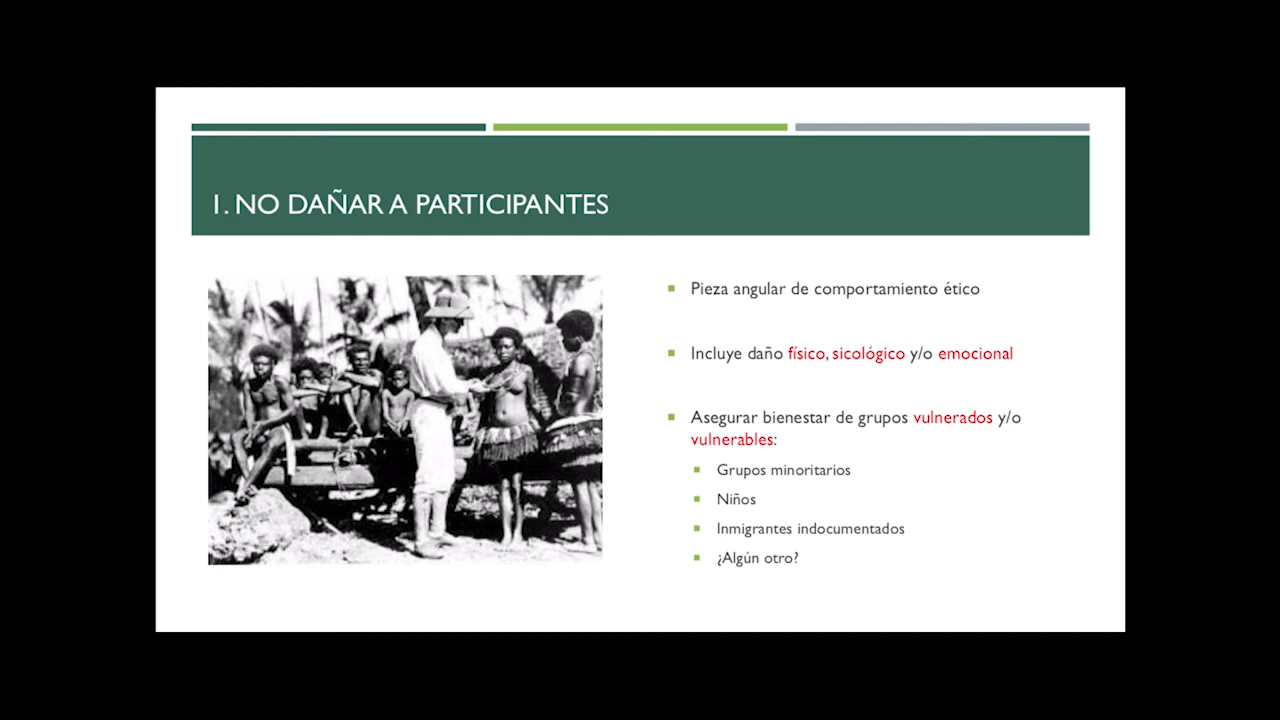 1. NO DAÑAR A PARTICIPANTES
Pieza angular de comportamiento ético
Incluye daño físico, sicológico y/o emocional
Asegurar bienestar de grupos vulnerados y/o
vulnerables:
Grupos minoritarios
Niños
Inmigrantes indocumentados
¿Algún otro?